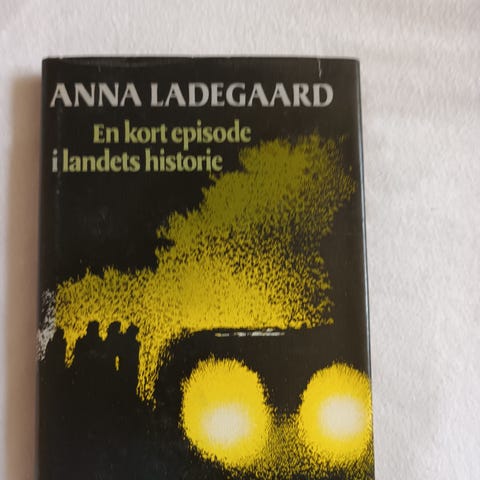 ANNA LADEGAARD
En kort episode
i landets historie